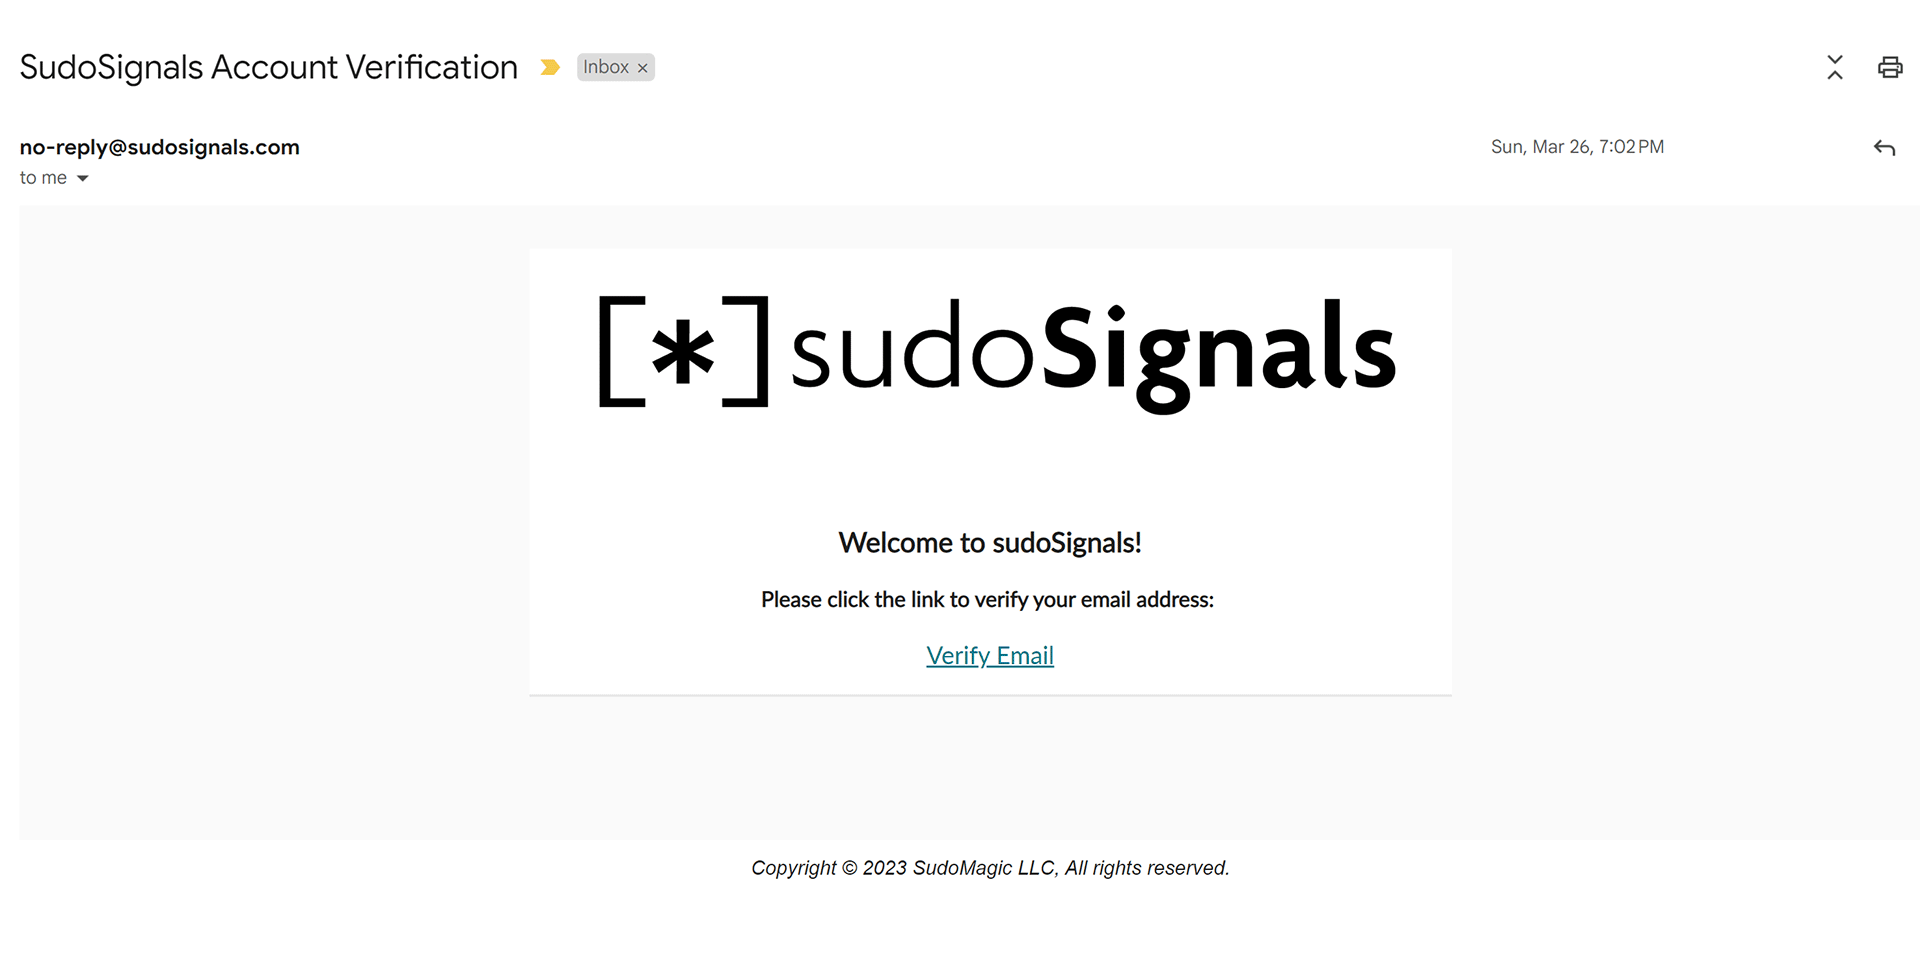 SudoSignals Account Verification Inbox ×
no-reply@sudosignals.com Sun, Mar 26, 7:02 PM
to me
[*]sudoSignals
Welcome to sudoSignals!
Please click the link to verify your email address:
Verify Email
Copyright © 2023 SudoMagic LLC, All rights reserved.